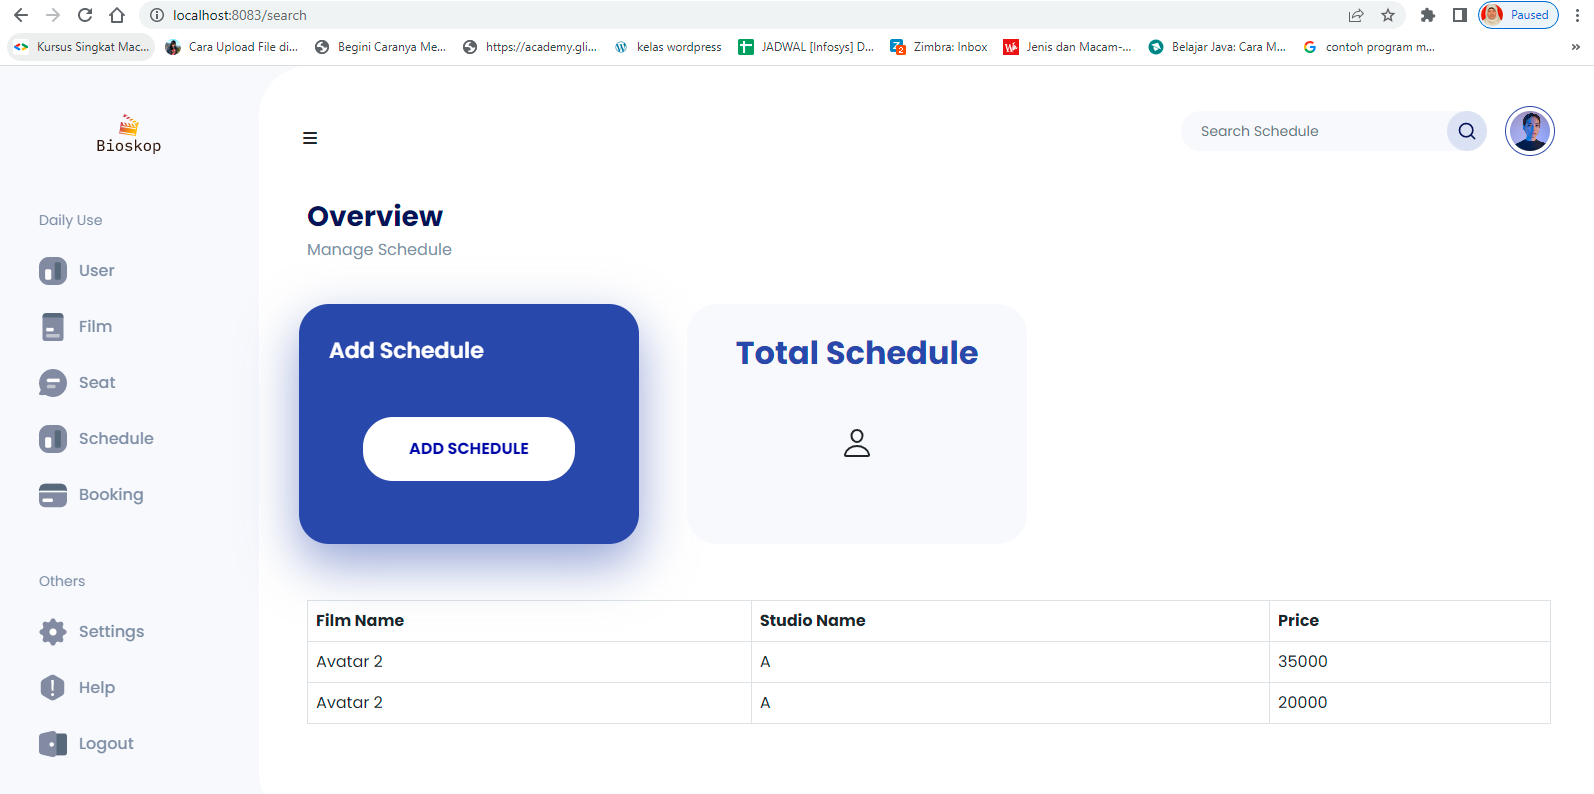 localhost:8083/search
Paused
Kursus Singkat Mac...
Cara Upload File di...
Begini Caranya Me...
https://academy.gli...
kelas wordpress
JADWAL [Infosys] D...
Zimbra: Inbox
Jenis dan Macam-...
Belajar Java: Cara M...
contoh program m...
»
Bioskop
Search Schedule
Daily Use
User
Film
Seat
Schedule
Booking
Others
Settings
Help
Logout
Overview
Manage Schedule
Add Schedule
ADD SCHEDULE
Total Schedule
Film Name Studio Name Price
Avatar 2 A 35000
Avatar 2 A 20000